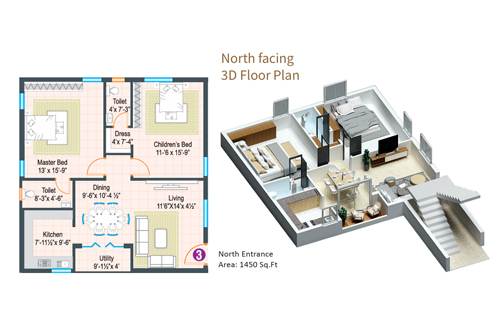 North facing
3D Floor Plan
Toilet
4'x 7'-3"
Dress
4'x 7'-4"
Children's Bed
11'-6 x 15'-9"
Master Bed
13' x 15'-9"
Toilet
8'-3"x 4'-6"
Dining
9'-6"x 10'-4 ½"
Living
11'6"X14'x 4½"
Kitchen
7'-11½"x 9'-6"
Utility
9'-1½"x 4'
3
North Entrance
Area: 1450 Sq.Ft